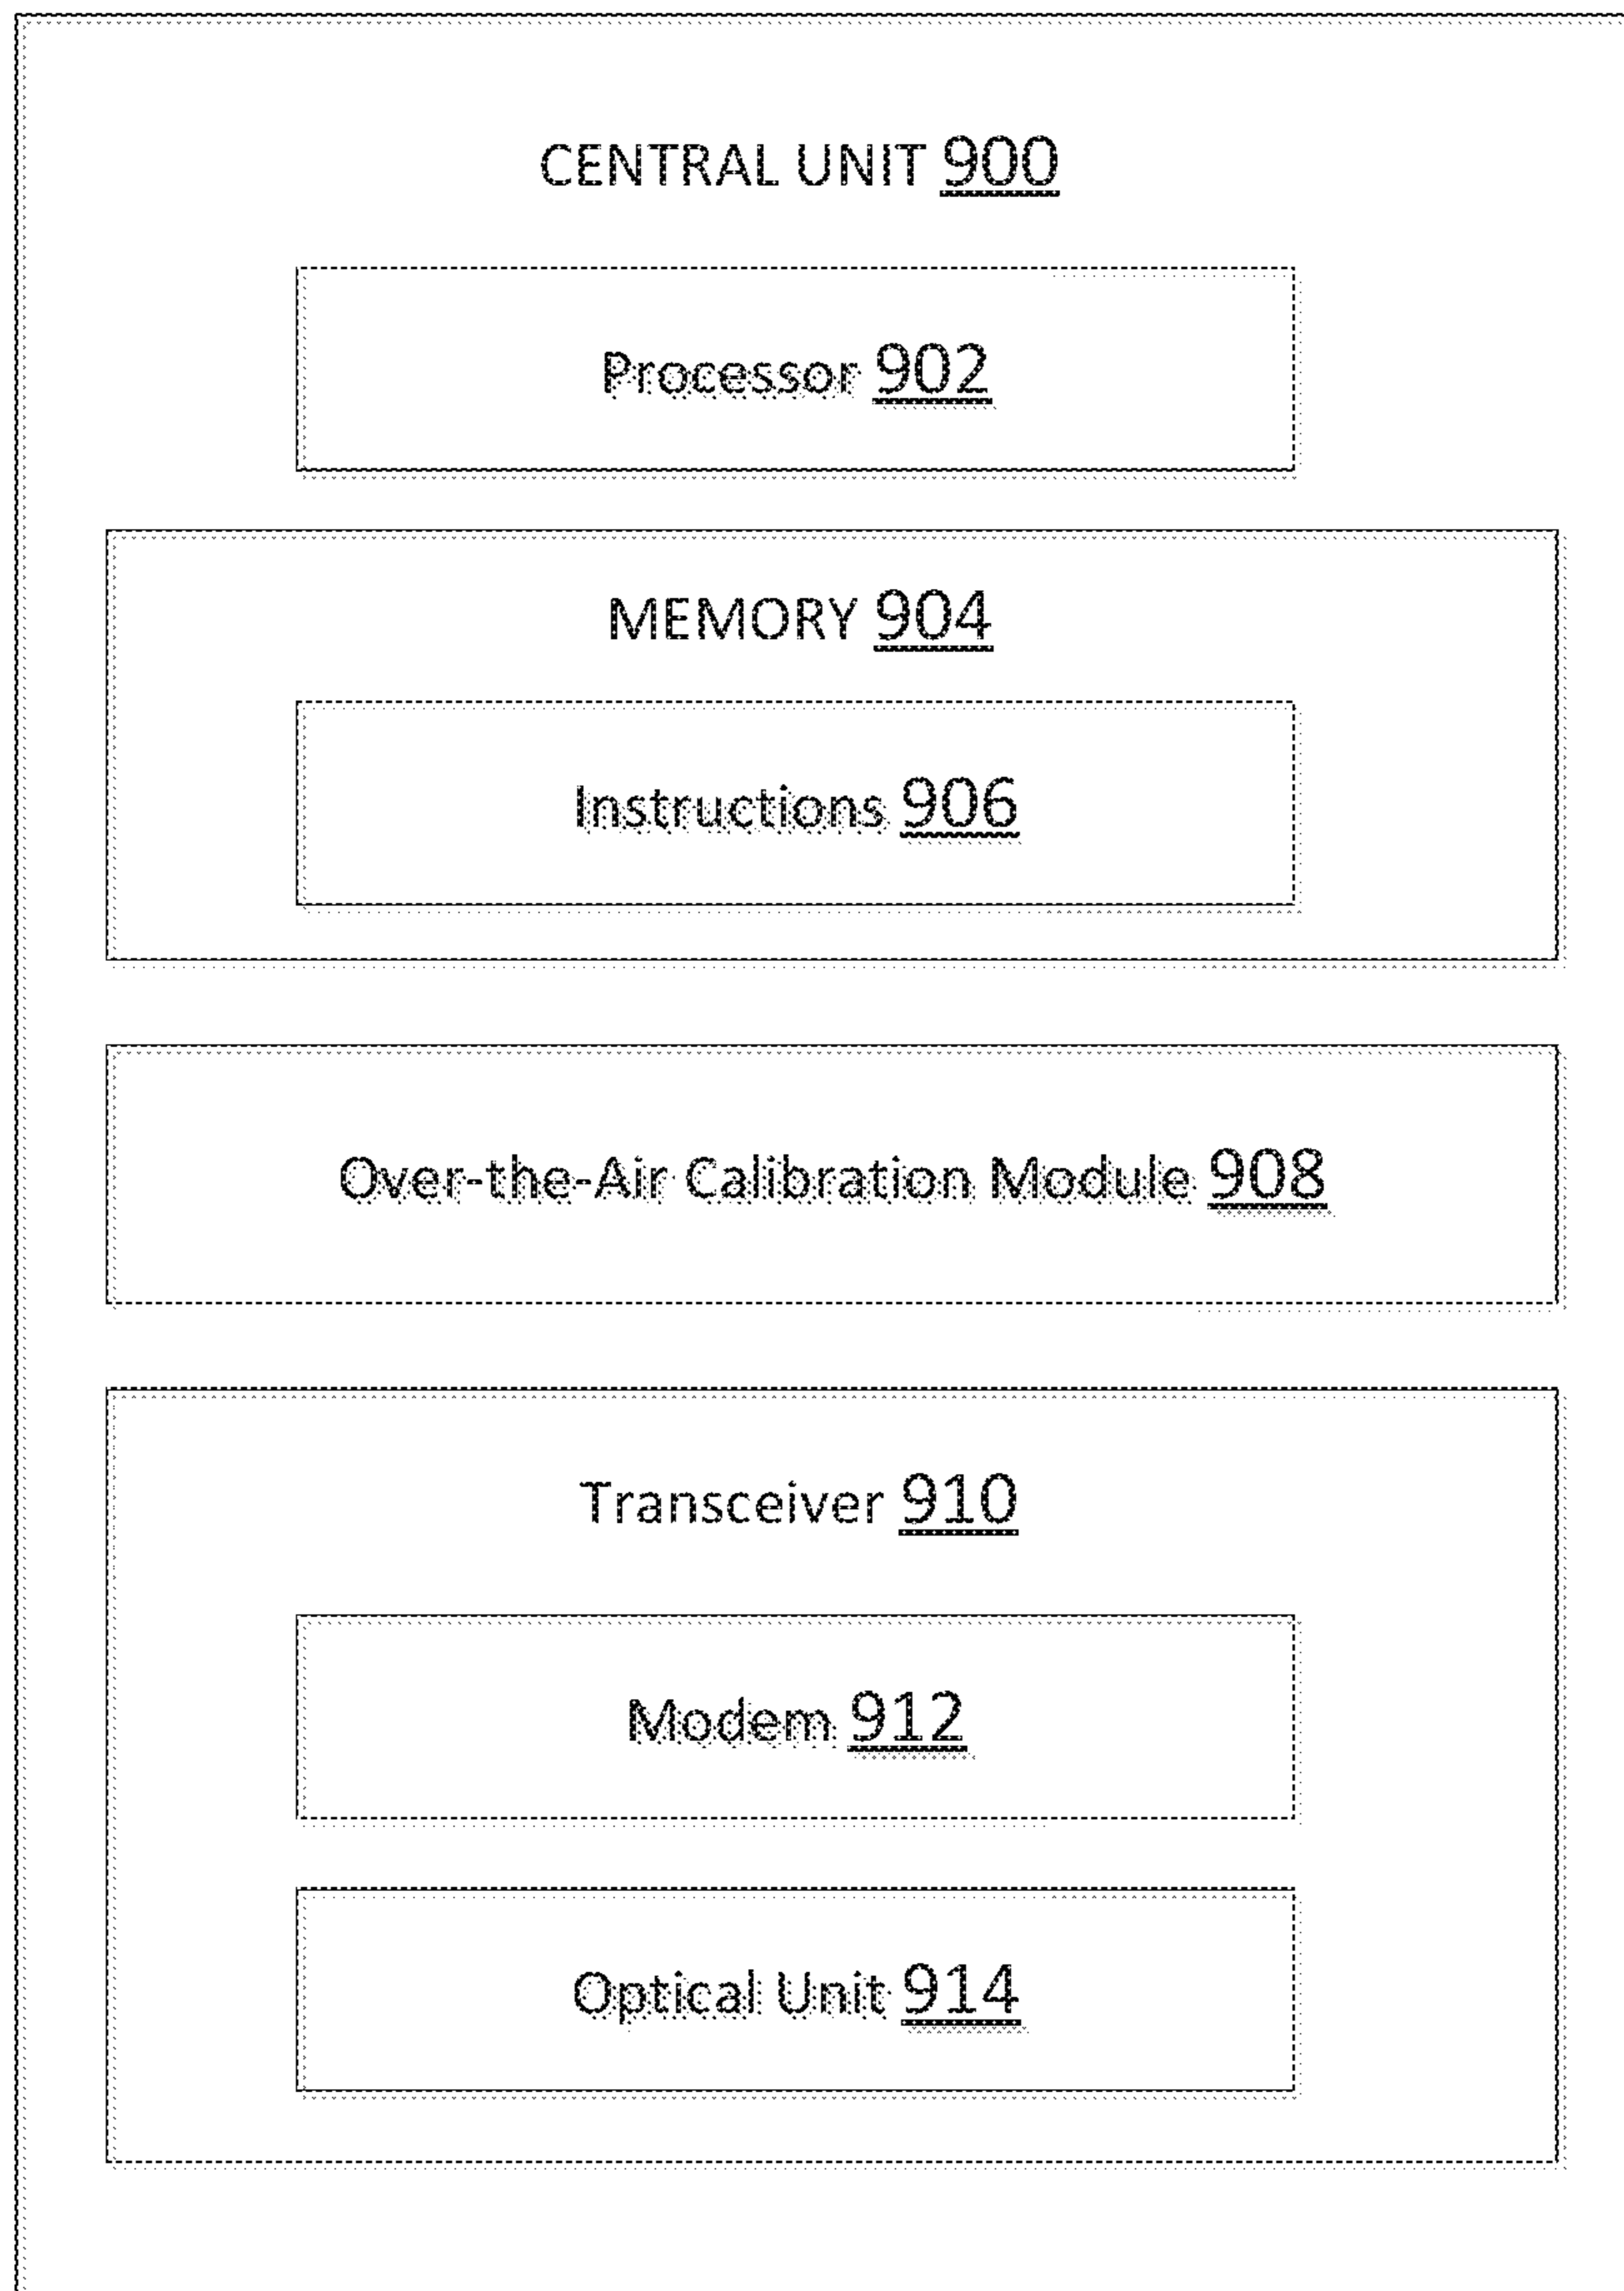 CENTRAL UNIT 900
Processor 902
MEMORY 904
Instructions 906
Over-the-Air Calibration Module 908
Transceiver 910
Modem 912
Optical Unit 914